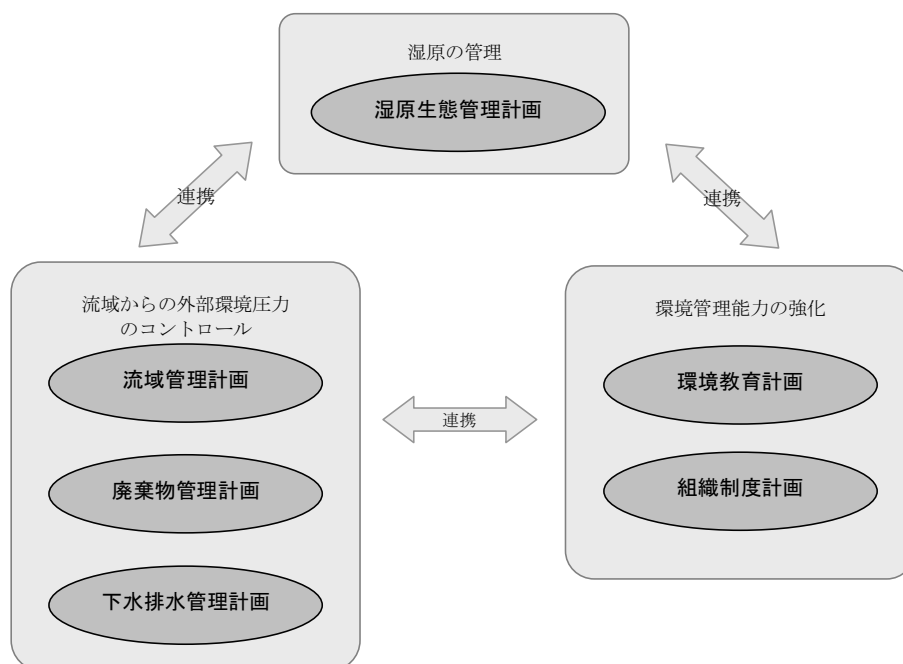 湿原の管理
湿原生態管理計画
連携
連携
流域からの外部環境圧力
のコントロール
流域管理計画
廃棄物管理計画
下水排水管理計画
連携
環境管理能力の強化
環境教育計画
組織制度計画